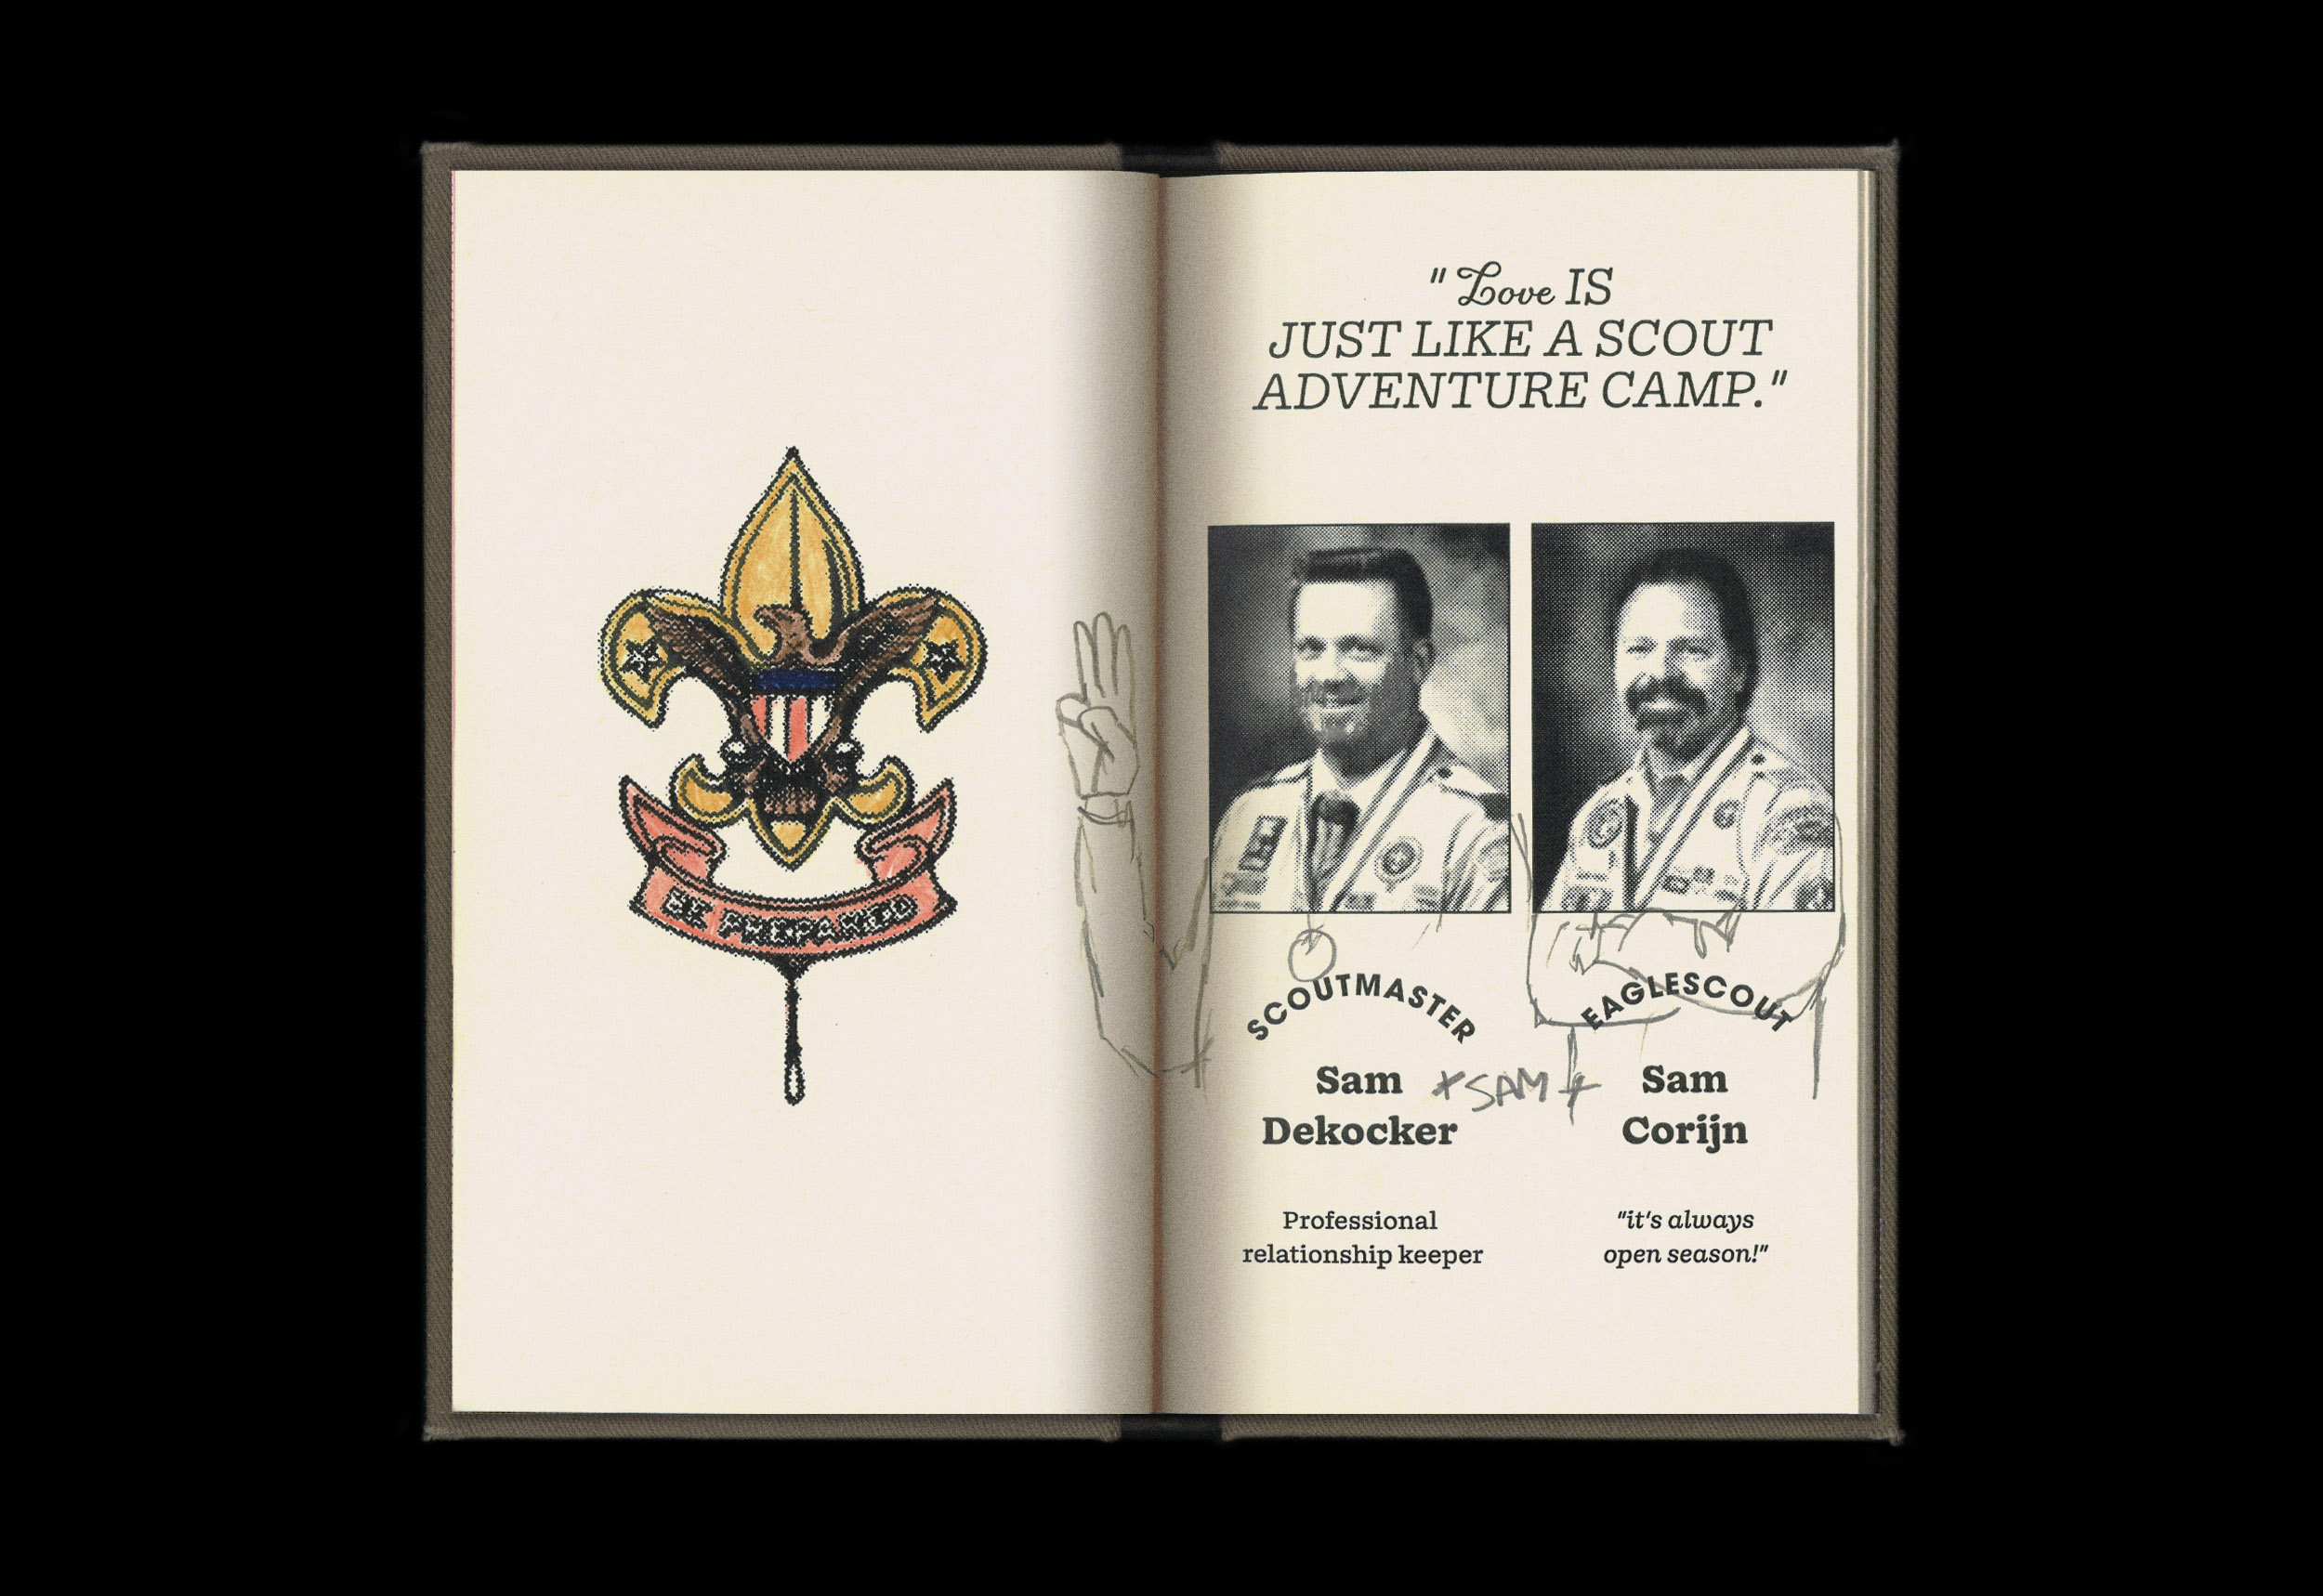 BE PREPARED
"Love IS
JUST LIKE A SCOUT
ADVENTURE CAMP."
SCOUTMASTER
Sam
Dekocker
Professional
relationship keeper
*SAM*
EAGLESCOUT
Sam
Corijn
"it's always
open season!"